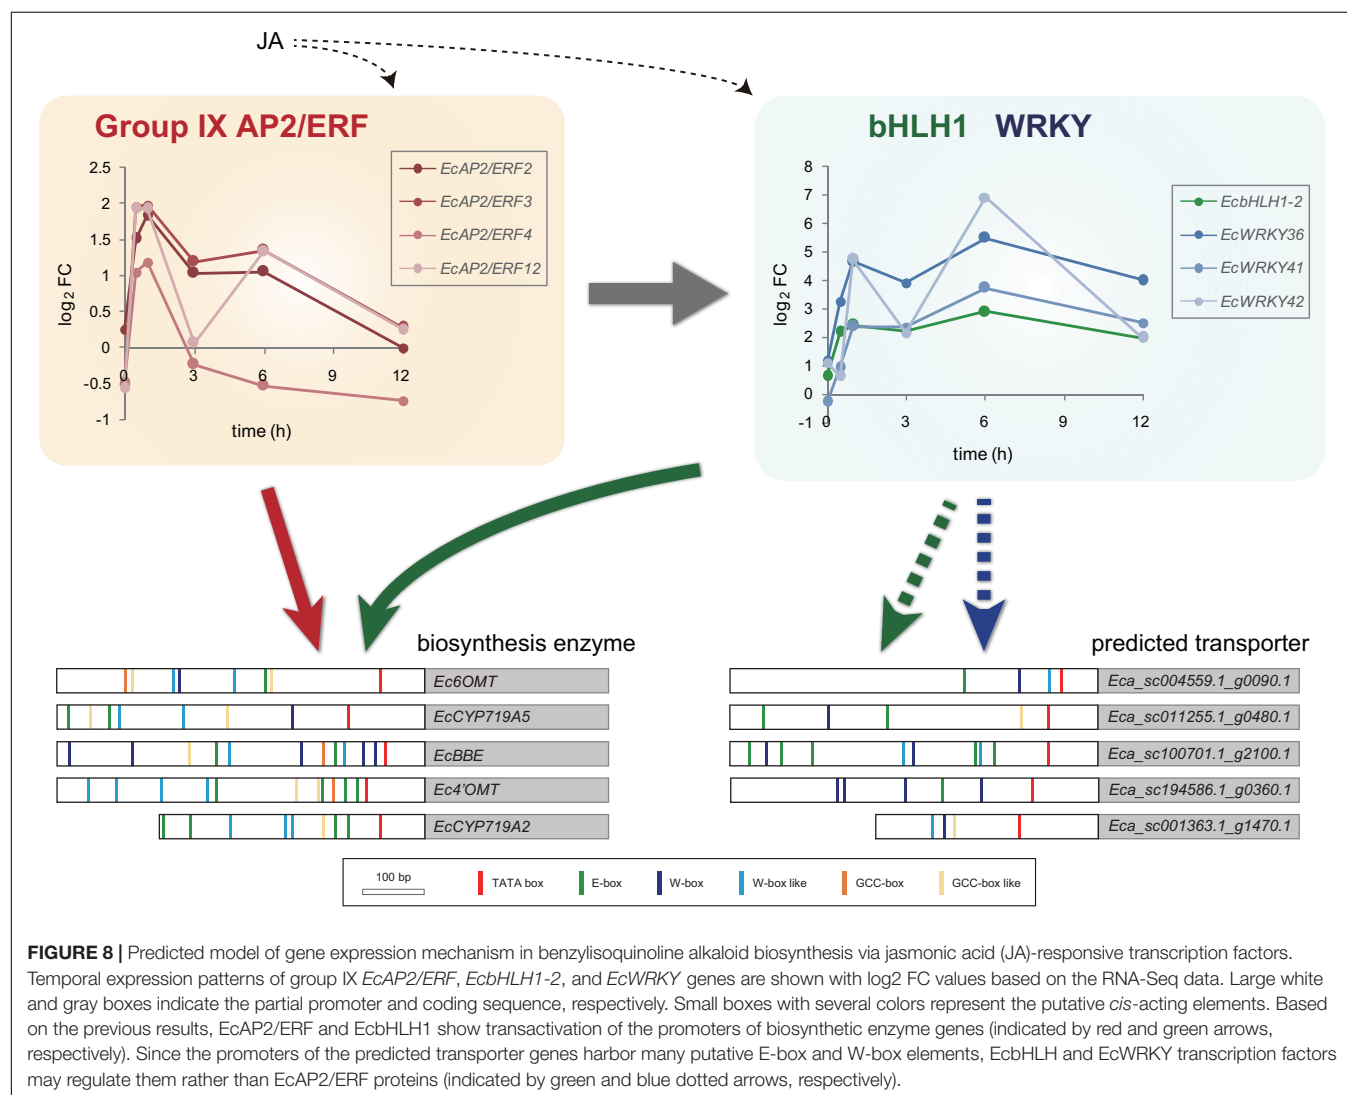 JA
Group IX AP2/ERF
2.5
2
1.5
1
0.5
0
-0.5
-1
log2 FC
0
3
6
9
12
time (h)
EcAP2/ERF2
EcAP2/ERF3
EcAP2/ERF4
EcAP2/ERF12
bHLH1 WRKY
8
7
6
5
4
3
2
1
0
-1
log2 FC
0
3
6
9
12
time (h)
EcbHLH1-2
EcWRKY36
EcWRKY41
EcWRKY42
biosynthesis enzyme
Ec6OMT
EcCYP719A5
EcBBE
Ec4'OMT
EcCYP719A2
predicted transporter
Eca_sc004559.1_g0090.1
Eca_sc011255.1_g0480.1
Eca_sc100701.1_g2100.1
Eca_sc194586.1_g0360.1
Eca_sc001363.1_g1470.1
100 bp
TATA box
E-box
W-box
W-box like
GCC-box
GCC-box like
FIGURE 8 | Predicted model of gene expression mechanism in benzylisoquinoline alkaloid biosynthesis via jasmonic acid (JA)-responsive transcription factors.
Temporal expression patterns of group IX EcAP2/ERF, EcbHLH1-2, and EcWRKY genes are shown with log2 FC values based on the RNA-Seq data. Large white
and gray boxes indicate the partial promoter and coding sequence, respectively. Small boxes with several colors represent the putative cis-acting elements. Based
on the previous results, EcAP2/ERF and EcbHLH1 show transactivation of the promoters of biosynthetic enzyme genes (indicated by red and green arrows,
respectively). Since the promoters of the predicted transporter genes harbor many putative E-box and W-box elements, EcbHLH and EcWRKY transcription factors
may regulate them rather than EcAP2/ERF proteins (indicated by green and blue dotted arrows, respectively).